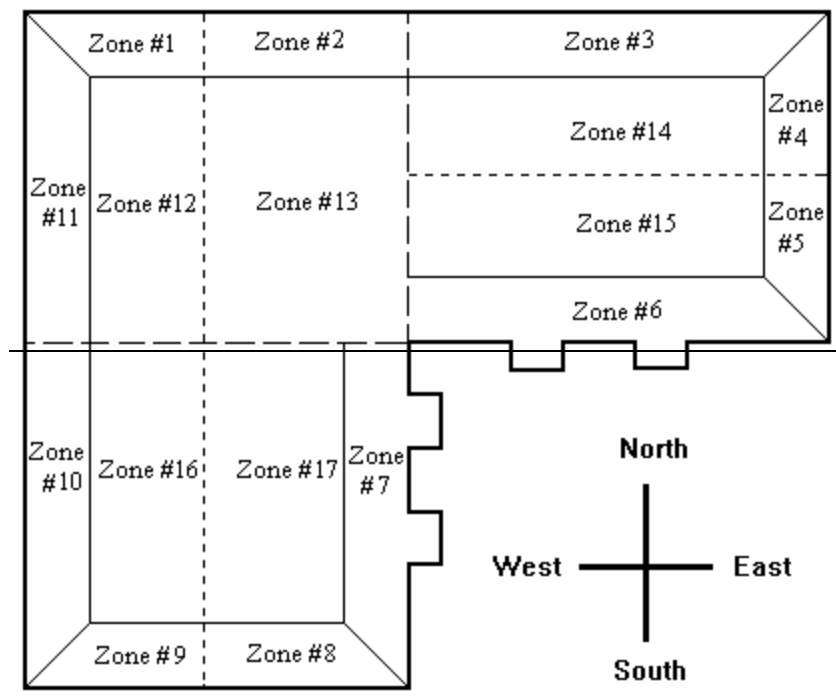 Zone #1
Zone #2
Zone #3
Zone
#4
Zone #14
Zone
#11
Zone #12
Zone #13
Zone #15
Zone
#5
Zone #6
Zone
#10
Zone #16
Zone #17
Zone
#7
North
West
East
South
Zone #9
Zone #8